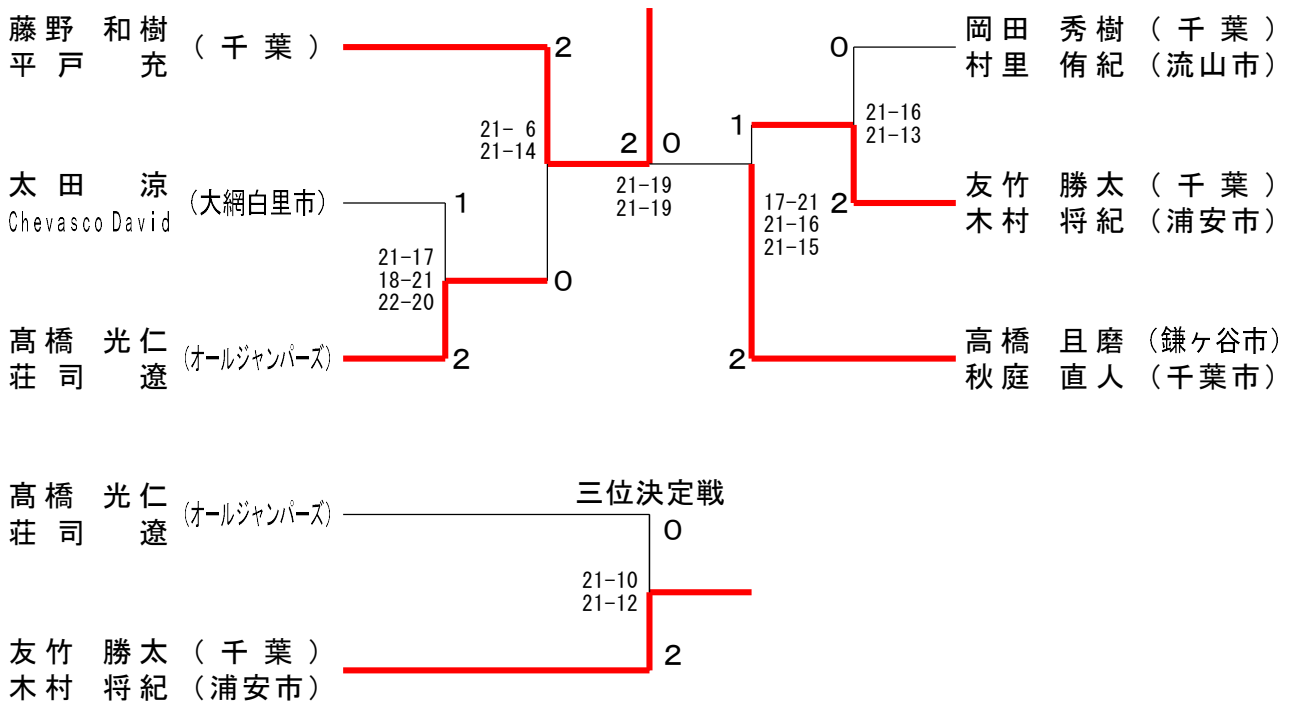 藤野 和樹 (千葉)
平戸 充
2
岡田 秀樹 (千葉)
村里 侑紀 (流山市)
0
21- 6
21-14
2 0
21-19
21-19
1
21-16
21-13
太田 涼 (大網白里市)
Chevasco David
1
17-21
21-16
21-15
2
友竹 勝太 (千葉)
木村 将紀 (浦安市)
21-17
18-21
22-20
0
髙橋 光仁 (オールジャンパーズ)
荘司 遼
2
2
高橋 且磨 (鎌ヶ谷市)
秋庭 直人 (千葉市)
三位決定戦
髙橋 光仁 (オールジャンパーズ)
荘司 遼
0
21-10
21-12
友竹 勝太 (千葉)
木村 将紀 (浦安市)
2